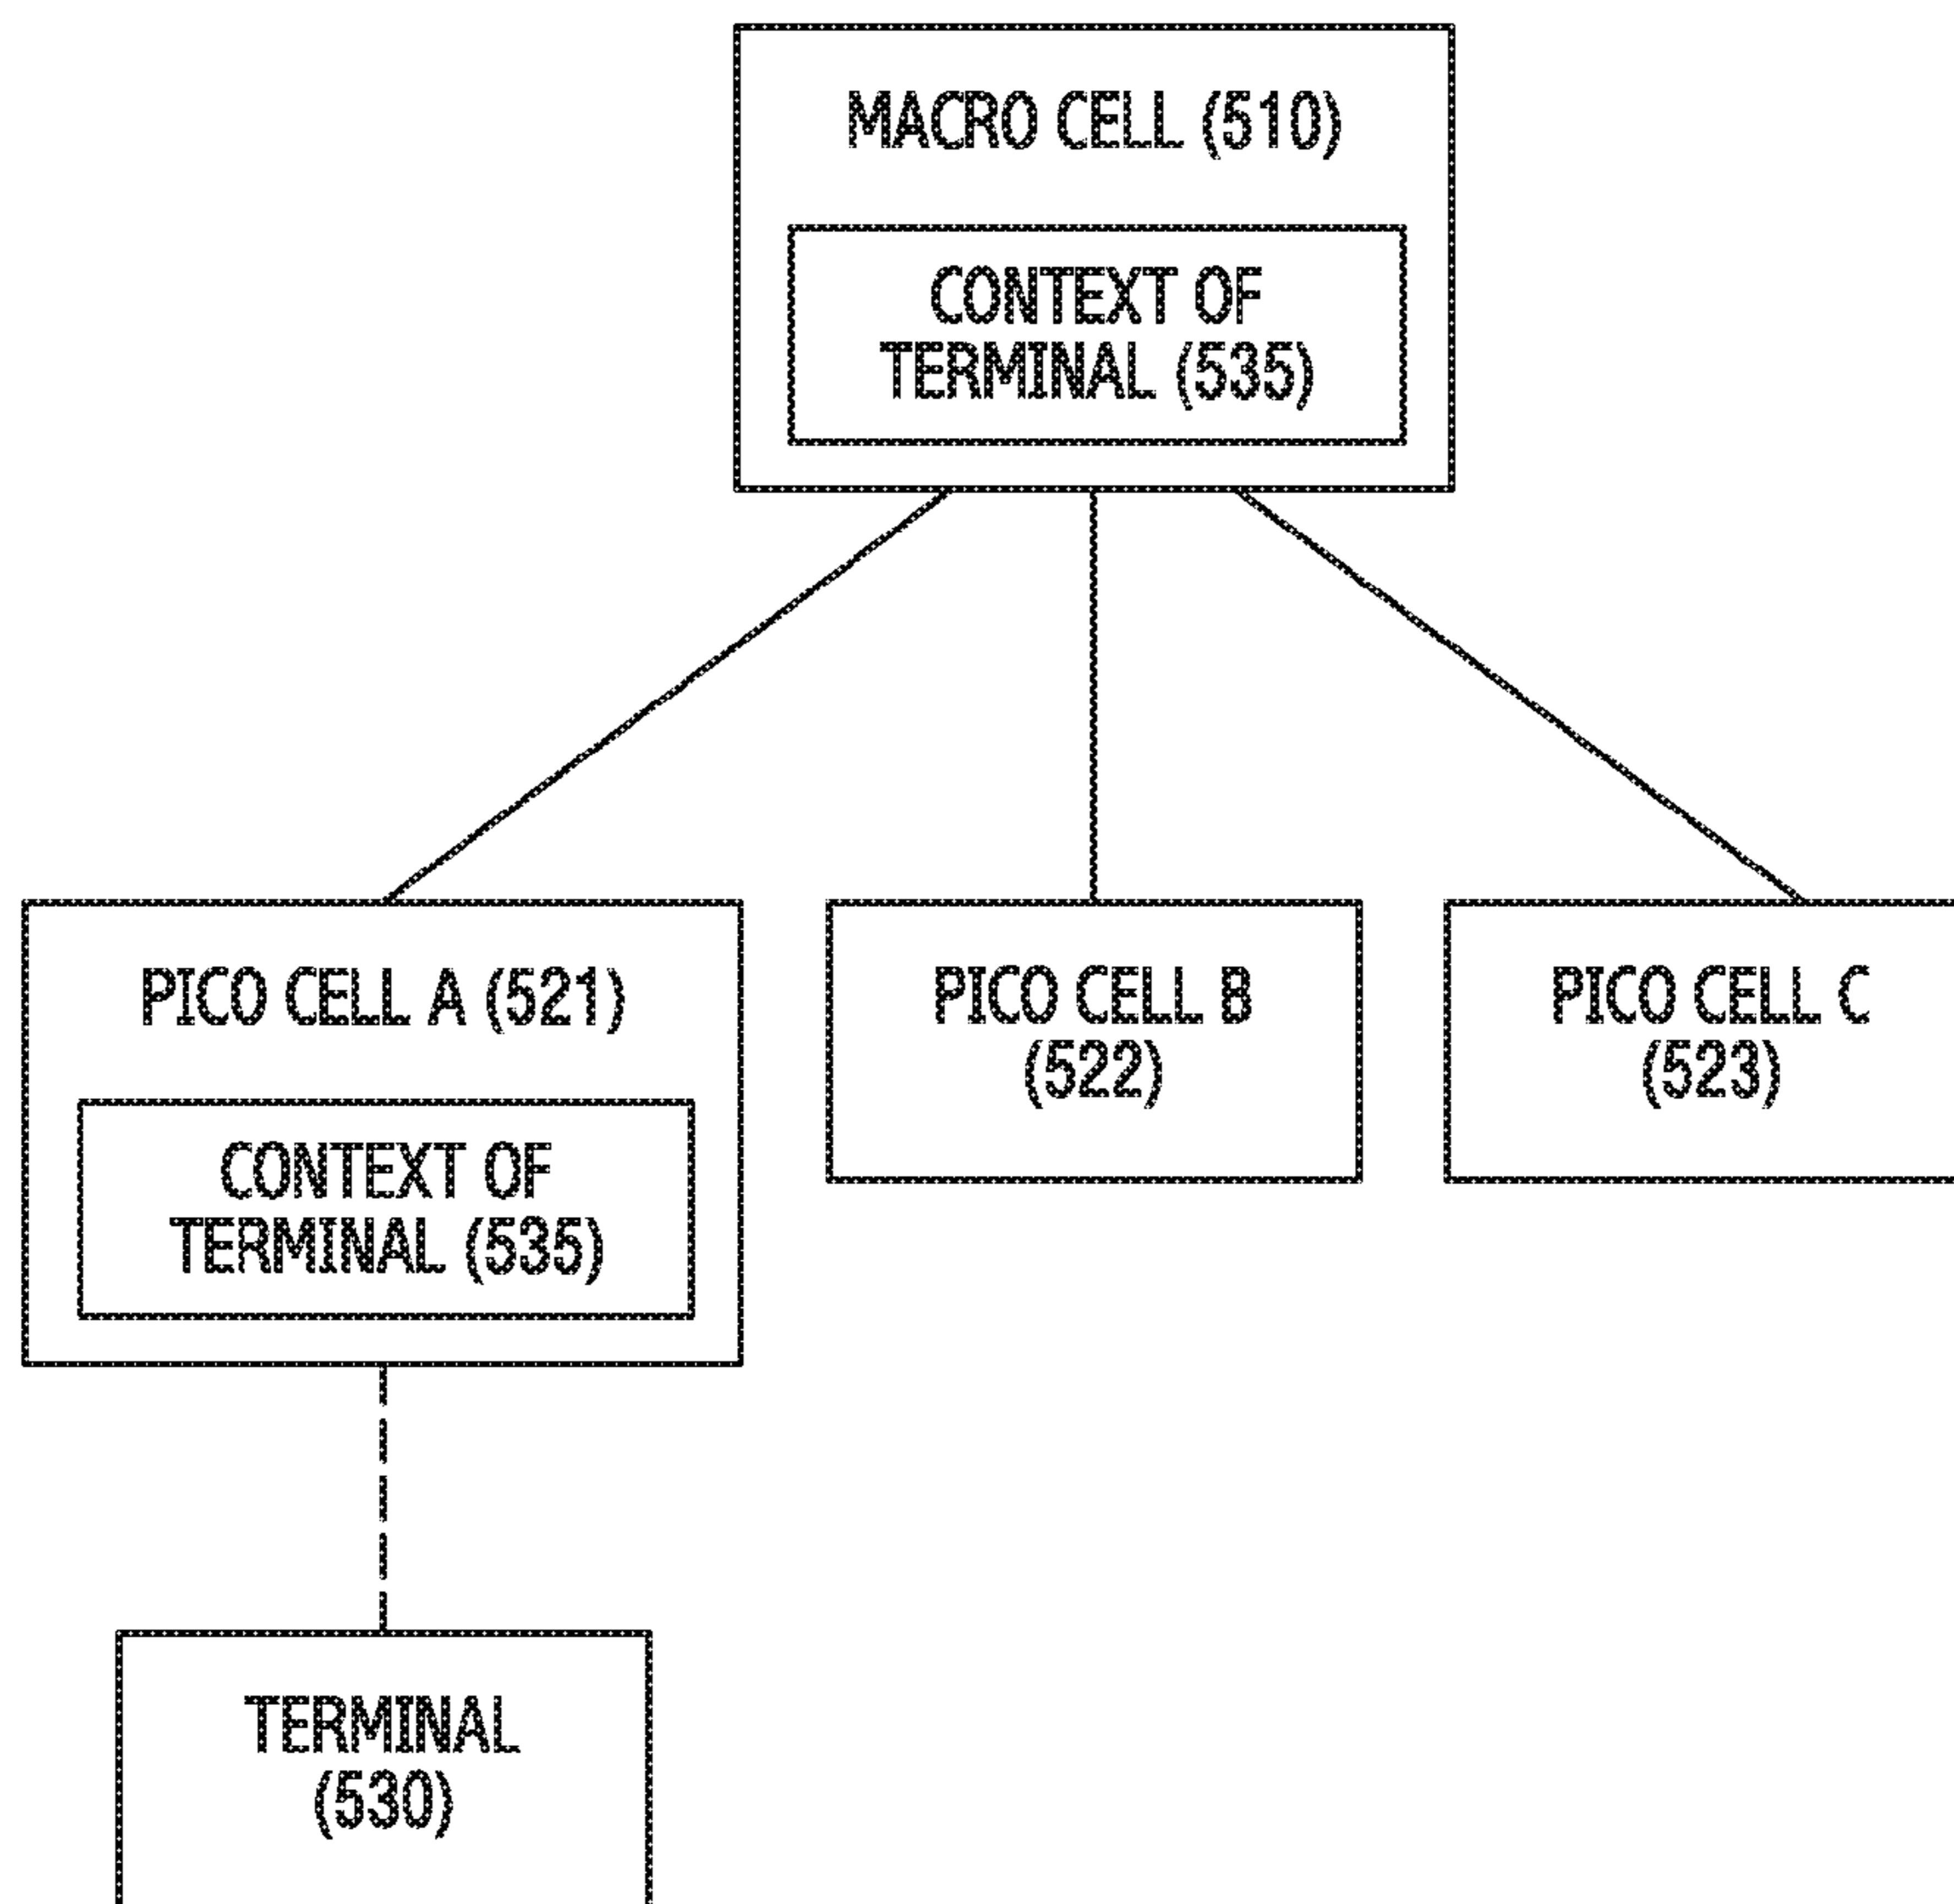 MACRO CELL (510)
CONTEXT OF
TERMINAL (535)
PICO CELL A (521)
CONTEXT OF
TERMINAL (535)
PICO CELL B
(522)
PICO CELL C
(523)
TERMINAL
(530)